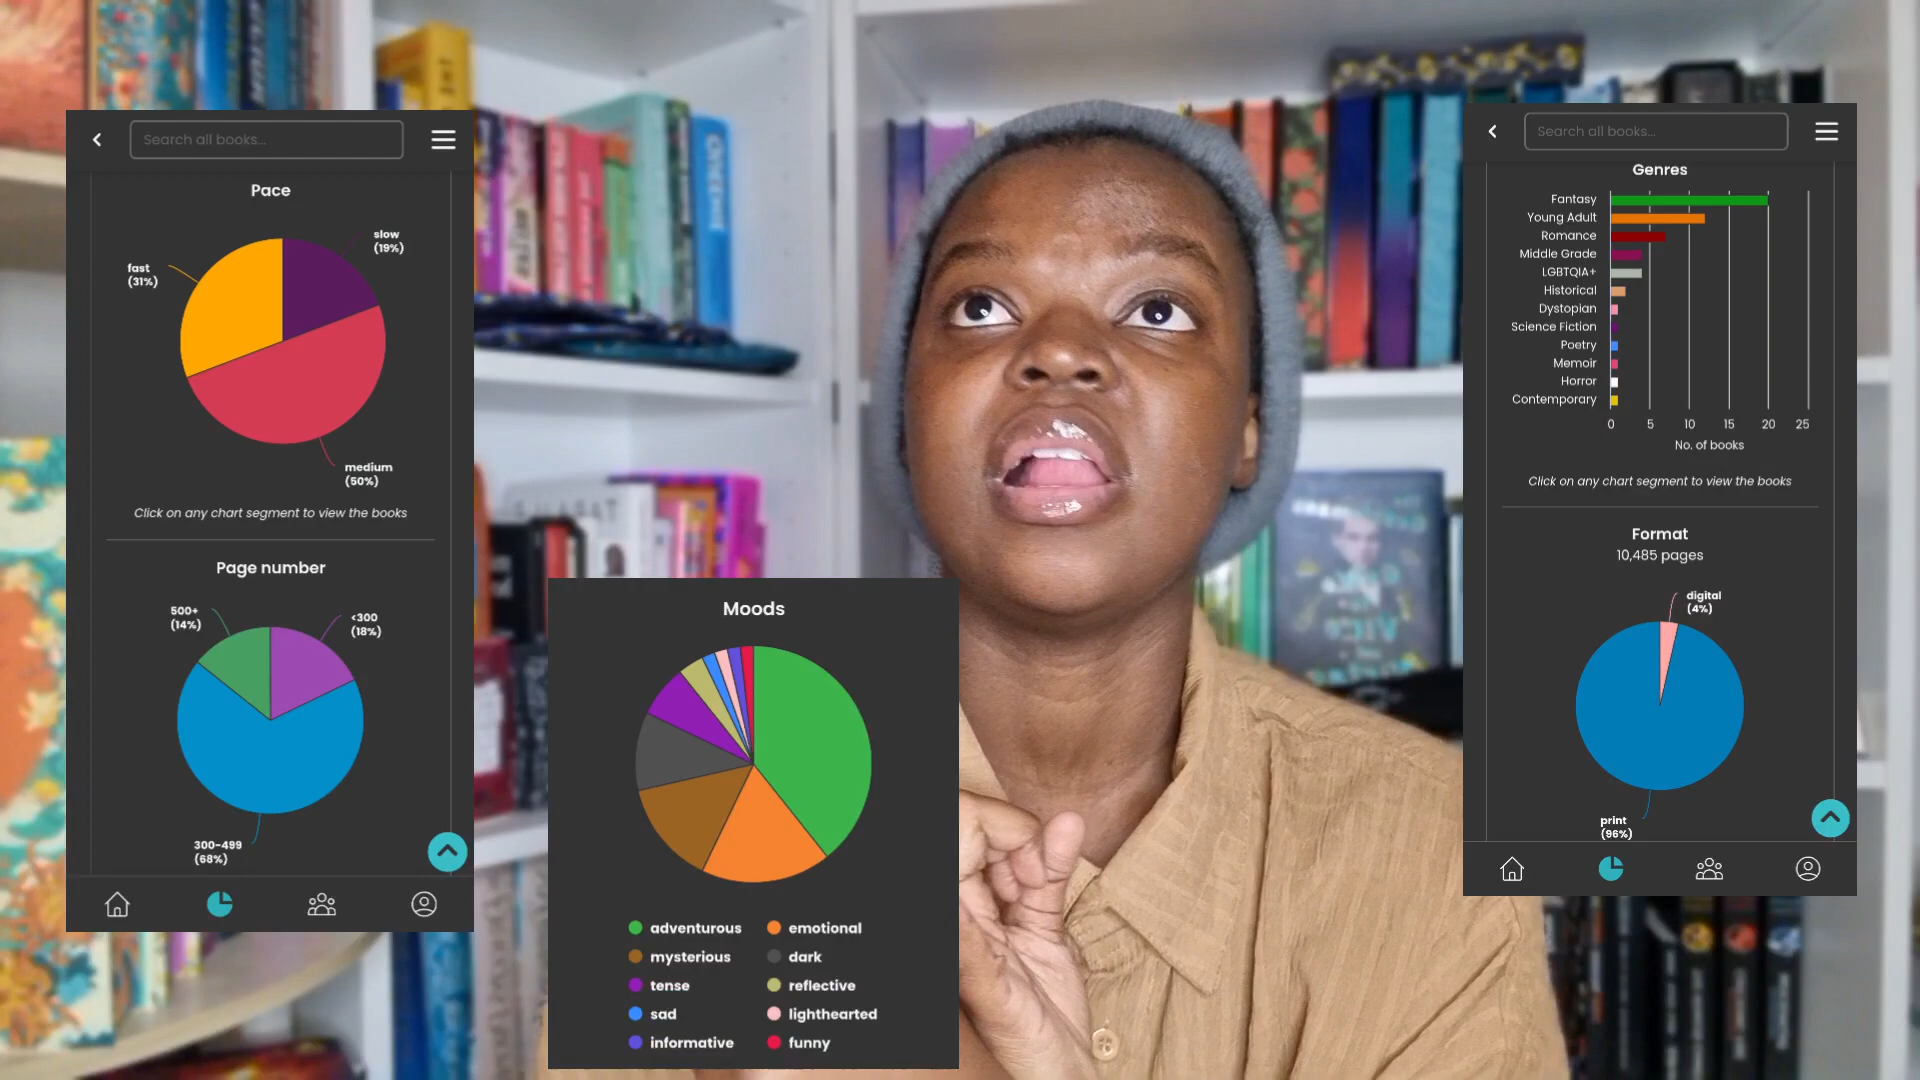 Search all books...
Pace
slow
(19%)
fast
(31%)
medium
(50%)
Click on any chart segment to view the books
Page number
500+
(14%)
<300
(18%)
300-499
(68%)
Moods
adventurous
emotional
mysterious
dark
tense
reflective
sad
lighthearted
informative
funny
Search all books...
Genres
Fantasy
Young Adult
Romance
Middle Grade
LGBTQIA+
Historical
Dystopian
Science Fiction
Poetry
Memoir
Horror
Contemporary
0 5 10 15 20 25
No. of books
Click on any chart segment to view the books
Format
10,485 pages
digital
(4%)
print
(96%)